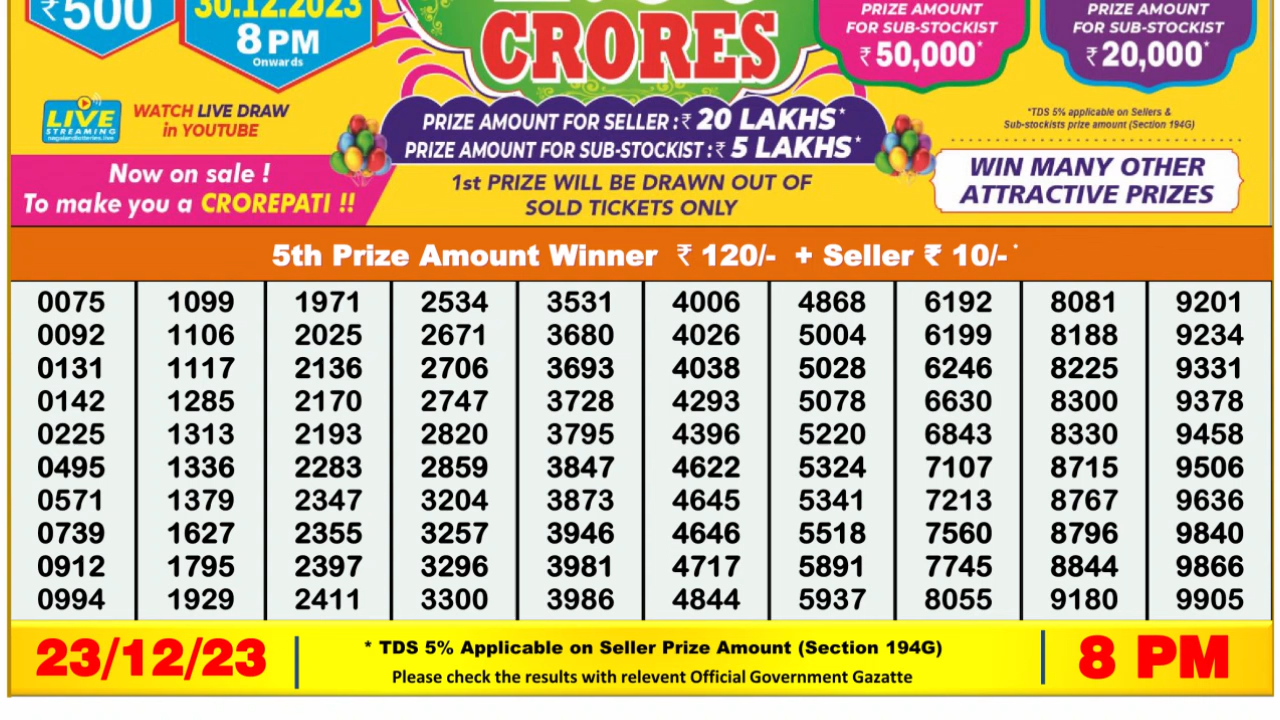 ₹500
30.12.2023
8 PM
Onwards
CRORES
PRIZE AMOUNT
FOR SUB-STOCKIST
₹ 50,000*
PRIZE AMOUNT
FOR SUB-STOCKIST
₹ 20,000*
LIVE
STREAMING
nagalandlotteries.live
WATCH LIVE DRAW
in YOUTUBE
PRIZE AMOUNT FOR SELLER :₹ 20 LAKHS*
PRIZE AMOUNT FOR SUB-STOCKIST :₹ 5 LAKHS*
*TDS 5% applicable on Sellers &
Sub-stockists prize amount (Section 194G)
Now on sale !
To make you a CROREPATI !!
1st PRIZE WILL BE DRAWN OUT OF
SOLD TICKETS ONLY
WIN MANY OTHER
ATTRACTIVE PRIZES
5th Prize Amount Winner ₹ 120/- + Seller ₹ 10/- *
0075 1099 1971 2534 3531 4006 4868 6192 8081 9201
0092 1106 2025 2671 3680 4026 5004 6199 8188 9234
0131 1117 2136 2706 3693 4038 5028 6246 8225 9331
0142 1285 2170 2747 3728 4293 5078 6630 8300 9378
0225 1313 2193 2820 3795 4396 5220 6843 8330 9458
0495 1336 2283 2859 3847 4622 5324 7107 8715 9506
0571 1379 2347 3204 3873 4645 5341 7213 8767 9636
0739 1627 2355 3257 3946 4646 5518 7560 8796 9840
0912 1795 2397 3296 3981 4717 5891 7745 8844 9866
0994 1929 2411 3300 3986 4844 5937 8055 9180 9905
23/12/23
* TDS 5% Applicable on Seller Prize Amount (Section 194G)
Please check the results with relevent Official Government Gazatte
8 PM